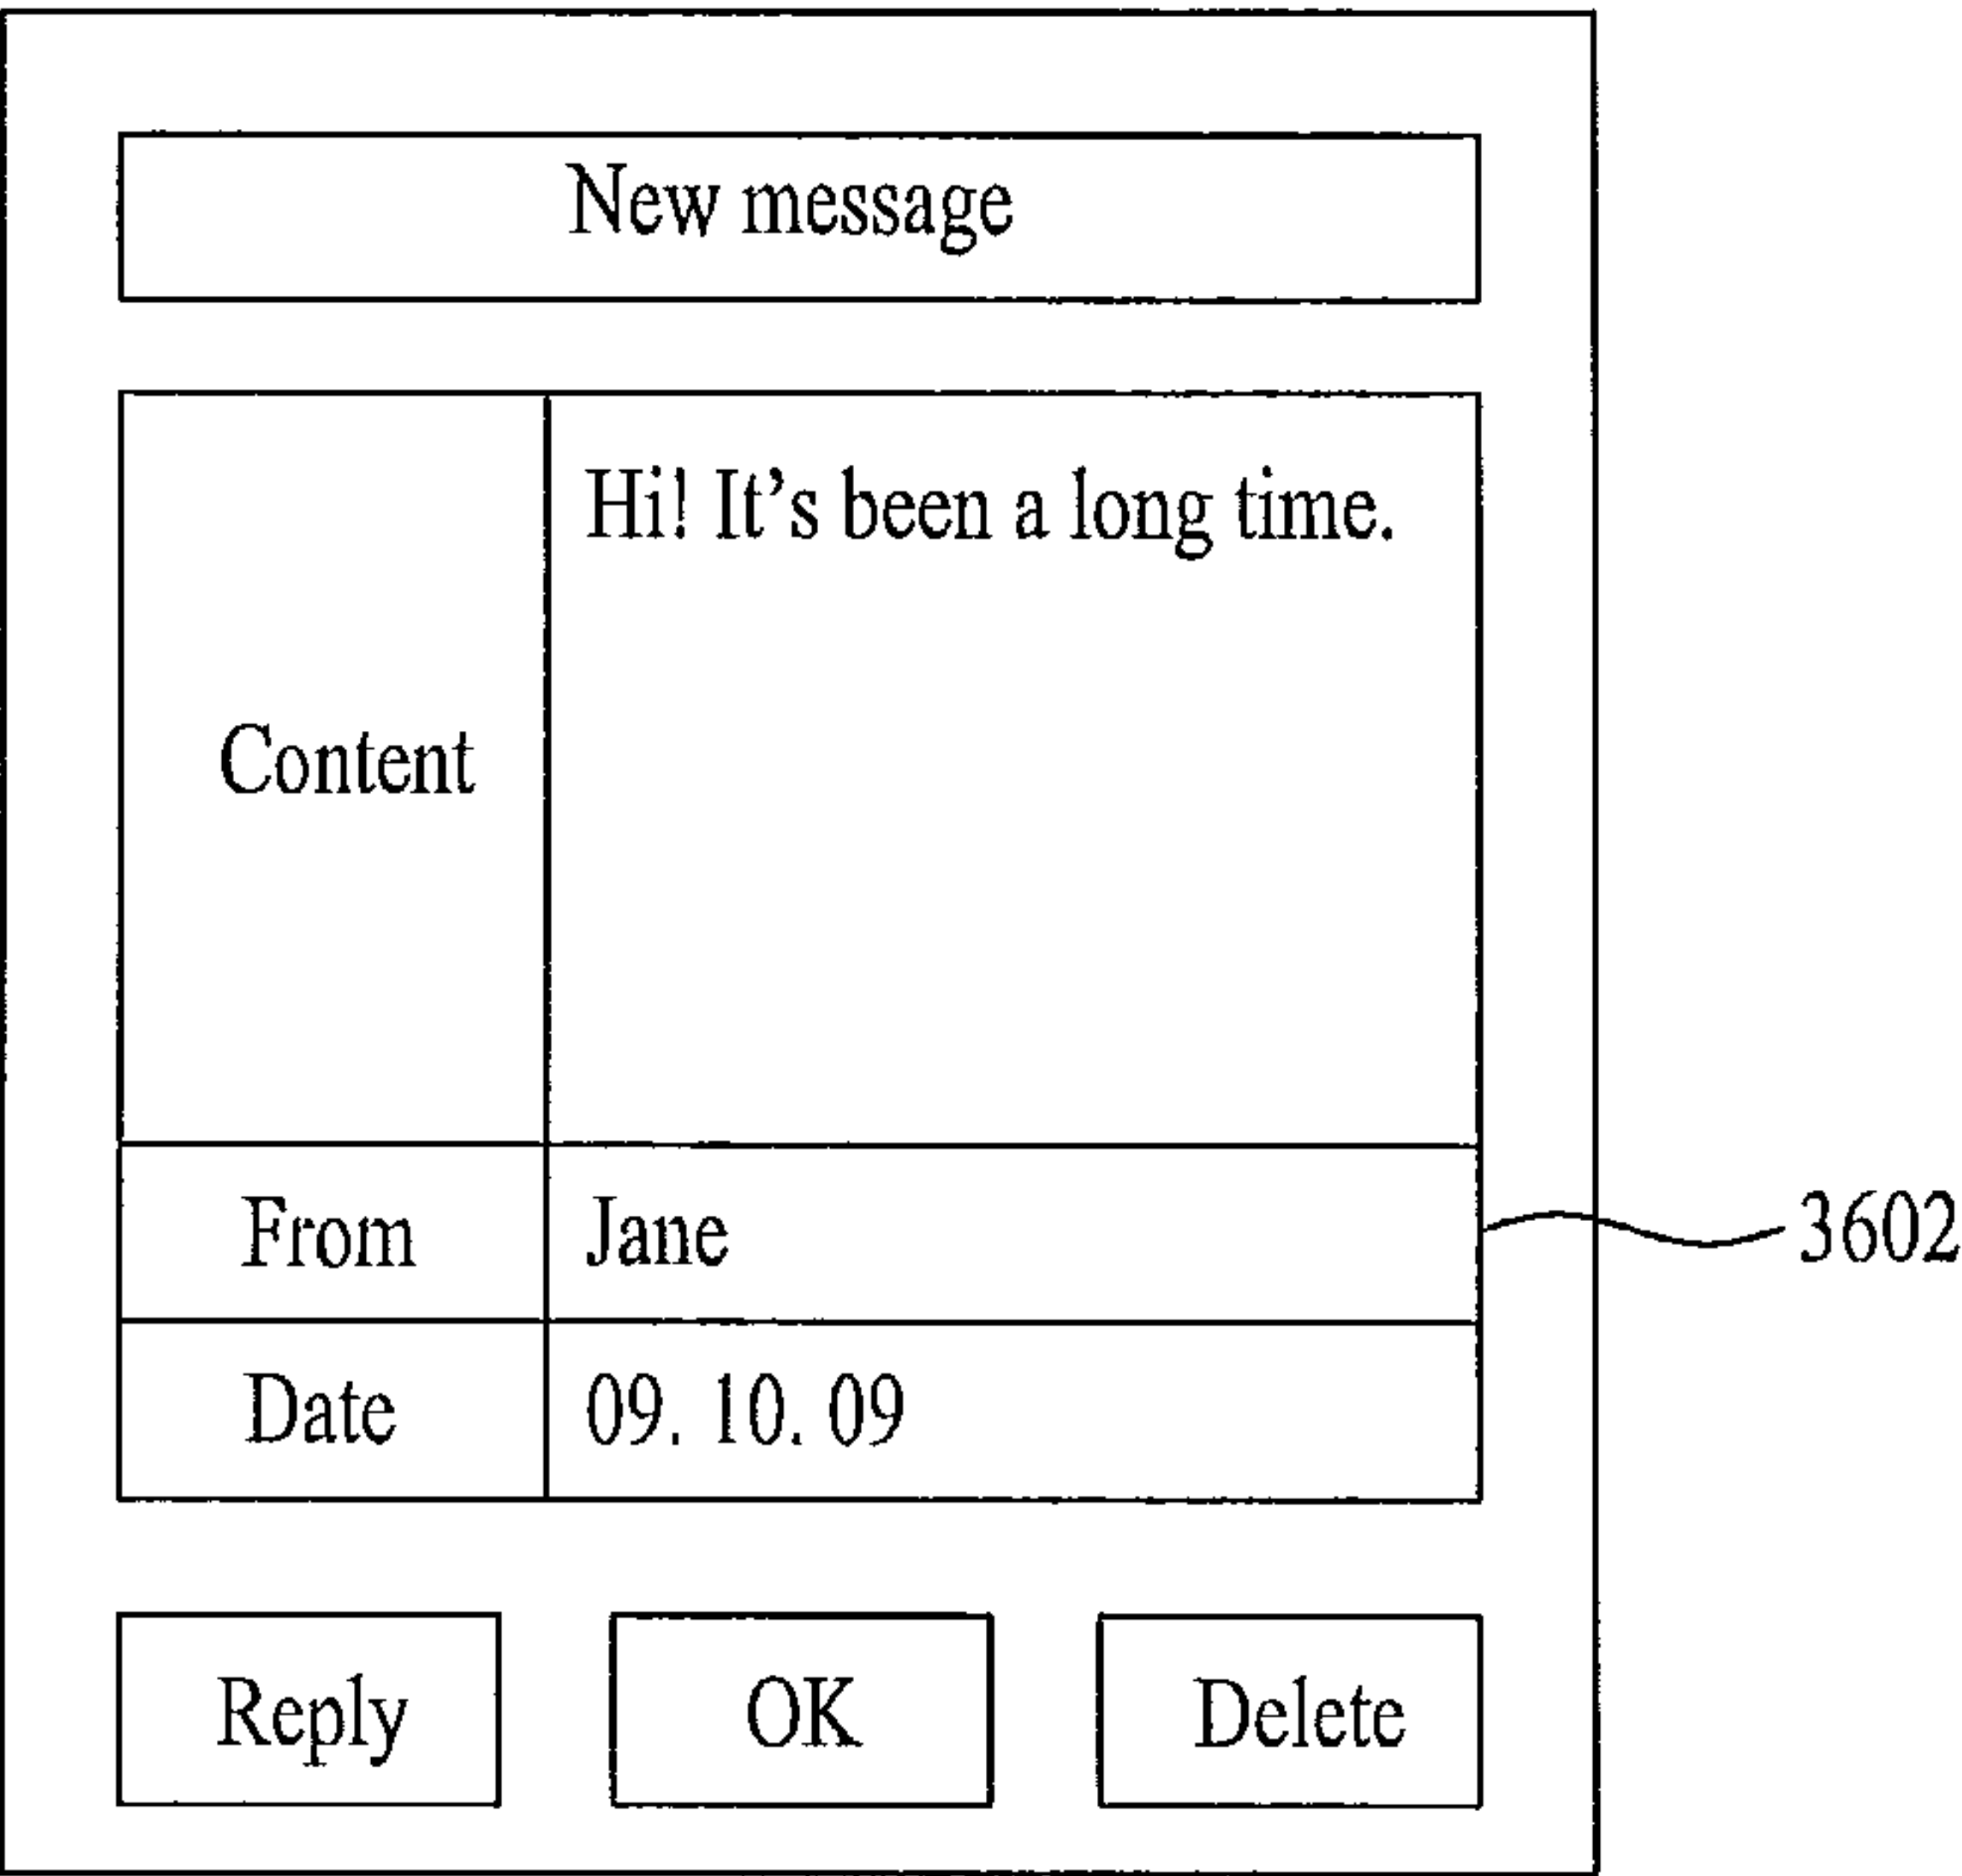 New message
Content
Hi! It's been a long time.
From
Jane
3602
Date
09. 10. 09
Reply
OK
Delete